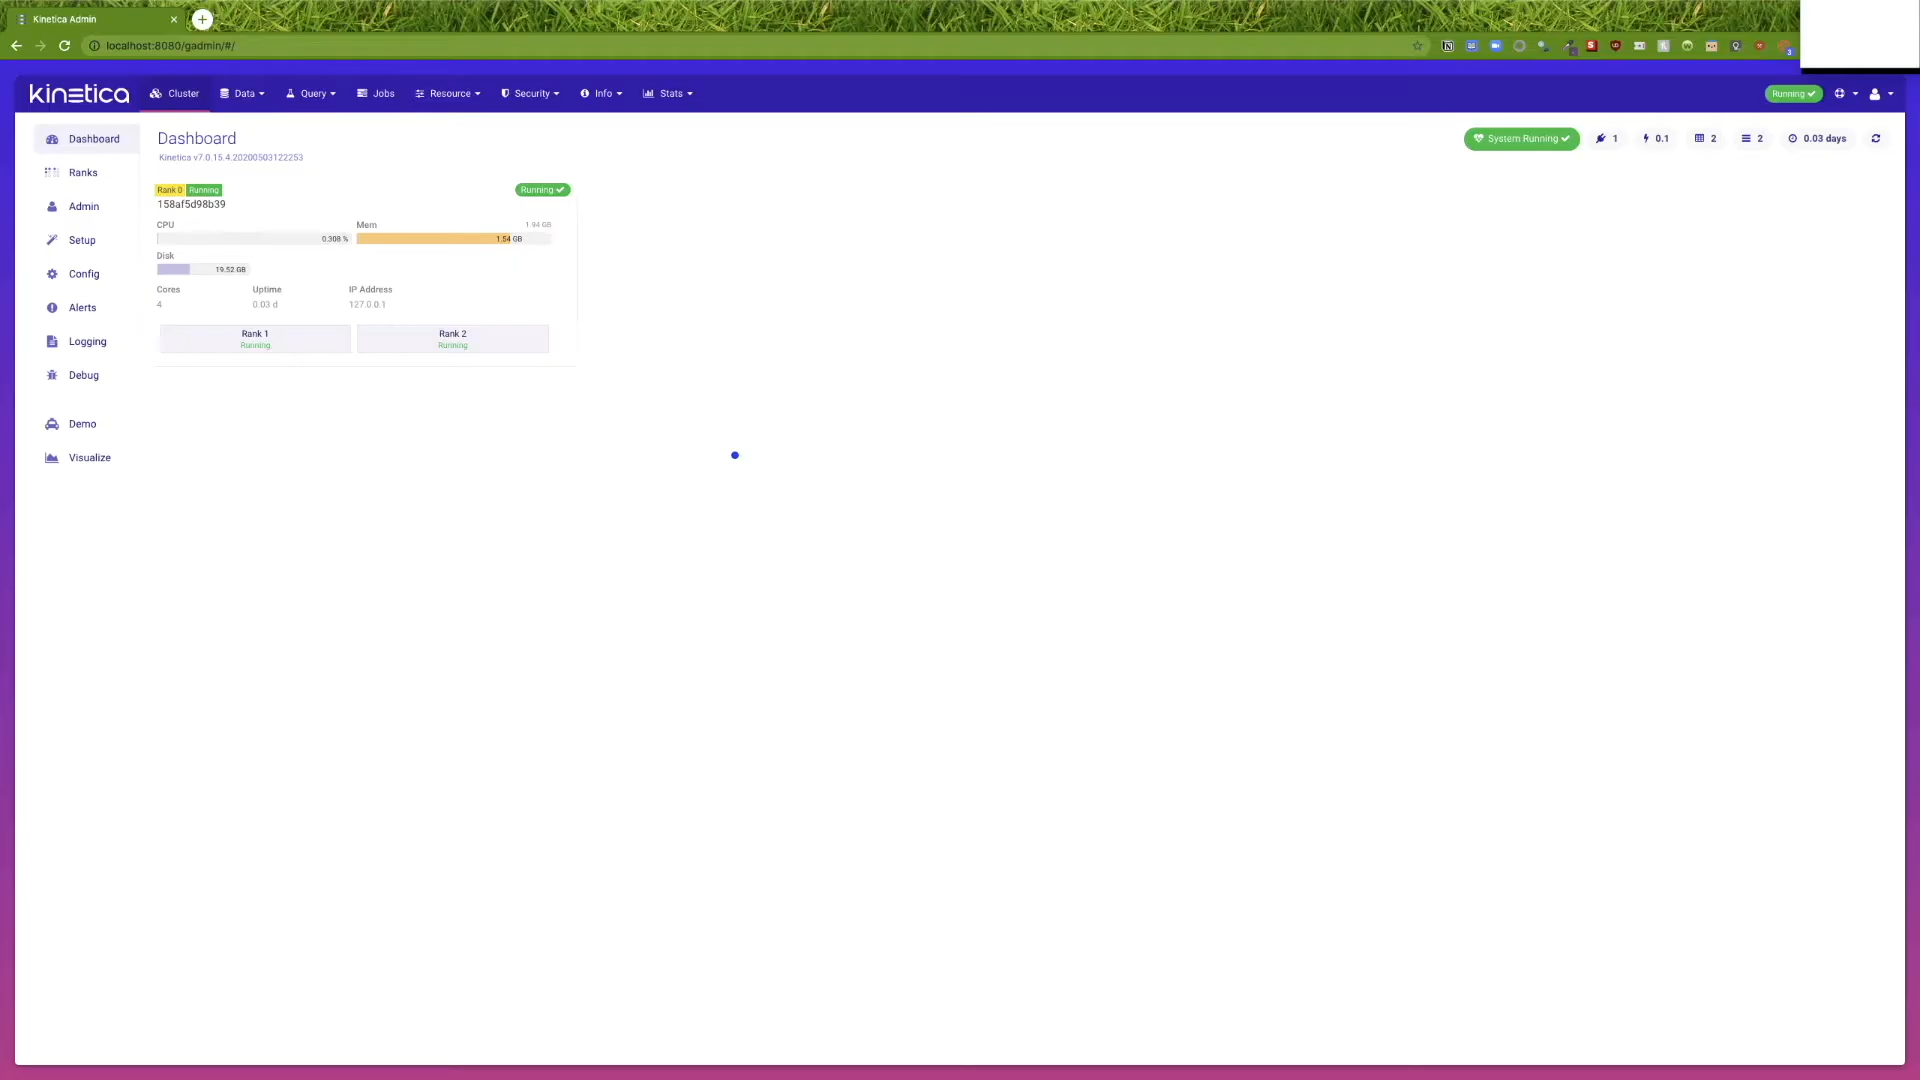 Kinetica Admin
localhost:8080/gadmin/#/
kinetica Cluster Data Query Jobs Resource Security Info Stats Running
Dashboard
Ranks
Admin
Setup
Config
Alerts
Logging
Debug
Demo
Visualize
Dashboard
Kinetica v7.0.15.4.20200503122253
System Running 1 0.1 2 2 0.03 days
Rank 0 Running Running
158af5d98b39
CPU Mem 1.94 GB
0.308 % 1.54 GB
Disk
19.52 GB
Cores Uptime IP Address
4 0.03 d 127.0.0.1
Rank 1 Rank 2
Running Running